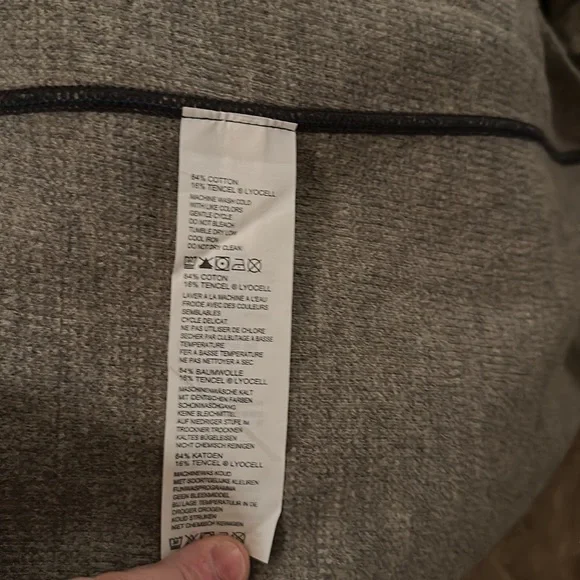 84% COTTON
16% TENCEL ® LYOCELL
MACHINE WASH COLD
WITH LIKE COLORS
GENTLE CYCLE
DO NOT BLEACH
TUMBLE DRY LOW
COOL IRON
DO NOT DRY CLEAN
84% COTON
16% TENCEL ® LYOCELL
LAVER A LA MACHINE A L'EAU
FROIDE AVEC DES COULEURS
SEMBLABLES
CYCLE DELICAT
NE PAS UTILISER DE CHLORE
SECHER PAR CULBUTAGE A BASSE
TEMPERATURE
FER A BASSE TEMPERATURE
NE PAS NETTOYER A SEC
84% BAUMWOLLE
16% TENCEL ® LYOCELL
MASCHINENWÄSCHE KALT
MIT IDENTISCHEN FARBEN
SCHONWASCHGANG
KEINE BLEICHMITTEL
AUF NIEDRIGER STUFE IM
TROCKNER TROCKNEN
KALTES BÜGELEISEN
NICHT CHEMISCH REINIGEN
84% KATOEN
16% TENCEL ® LYOCELL
MACHINEWAS KOUD
MET SOORTGELIJKE KLEUREN
FIJNWASPROGRAMMA
GEEN BLEEKMIDDEL
BIJ LAGE TEMPERATUUR IN DE
DROGER DROGEN
KOUD STRIJKEN
NIET CHEMISCH REINIGEN